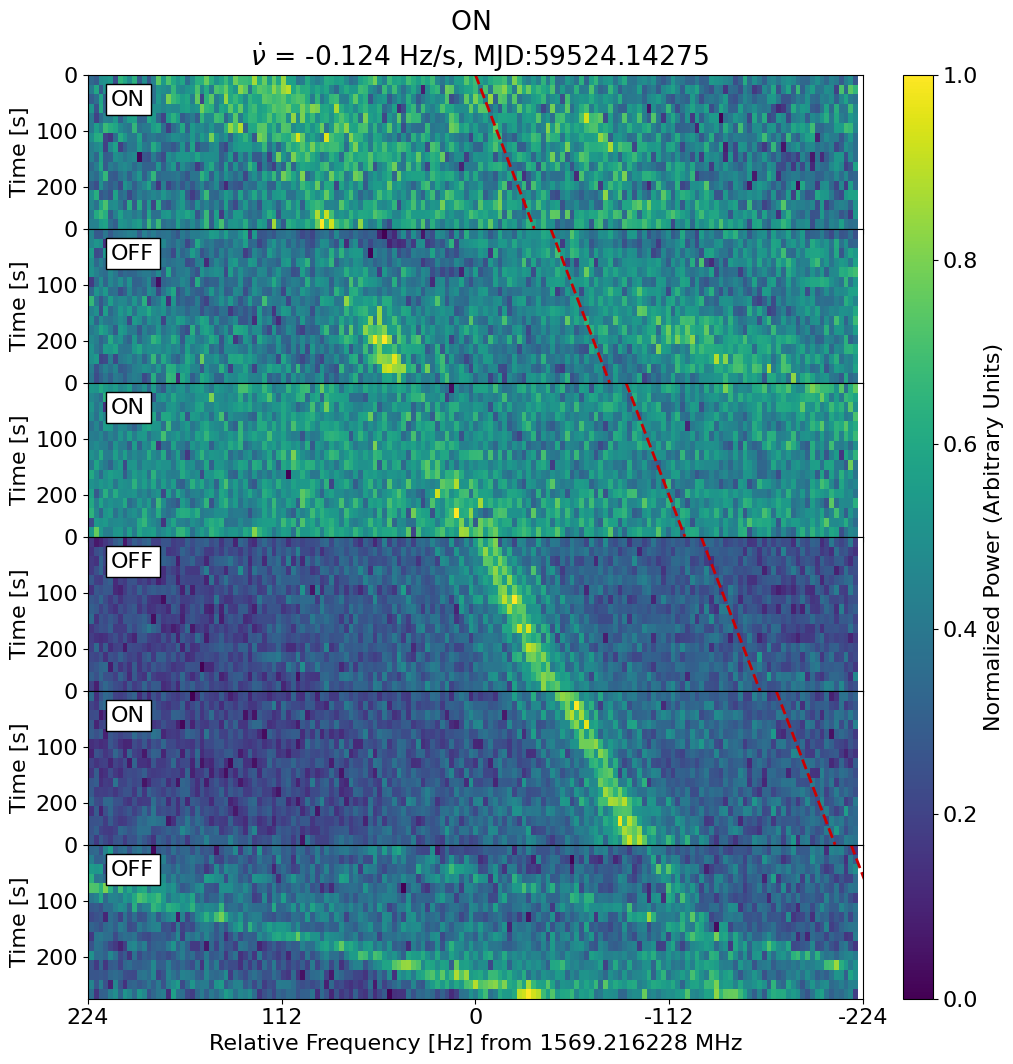 ON
ν̇ = -0.124 Hz/s, MJD:59524.14275
0
ON
100
Time [s]
200
0
OFF
100
Time [s]
200
0
ON
100
Time [s]
200
0
OFF
100
Time [s]
200
0
ON
100
Time [s]
200
0
OFF
100
Time [s]
200
224 112 0 -112 -224
Relative Frequency [Hz] from 1569.216228 MHz
1.0
0.8
0.6
0.4
0.2
0.0
Normalized Power (Arbitrary Units)